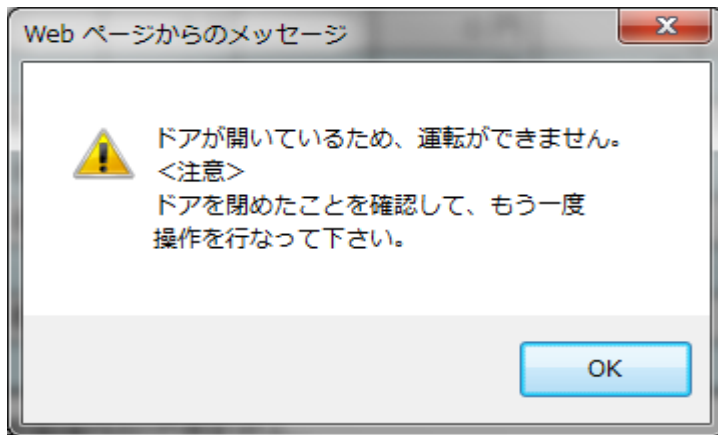 Web ページからのメッセージ
ドアが開いているため、運転ができません。
<注意>
ドアを閉めたことを確認して、もう一度
操作を行なって下さい。
OK